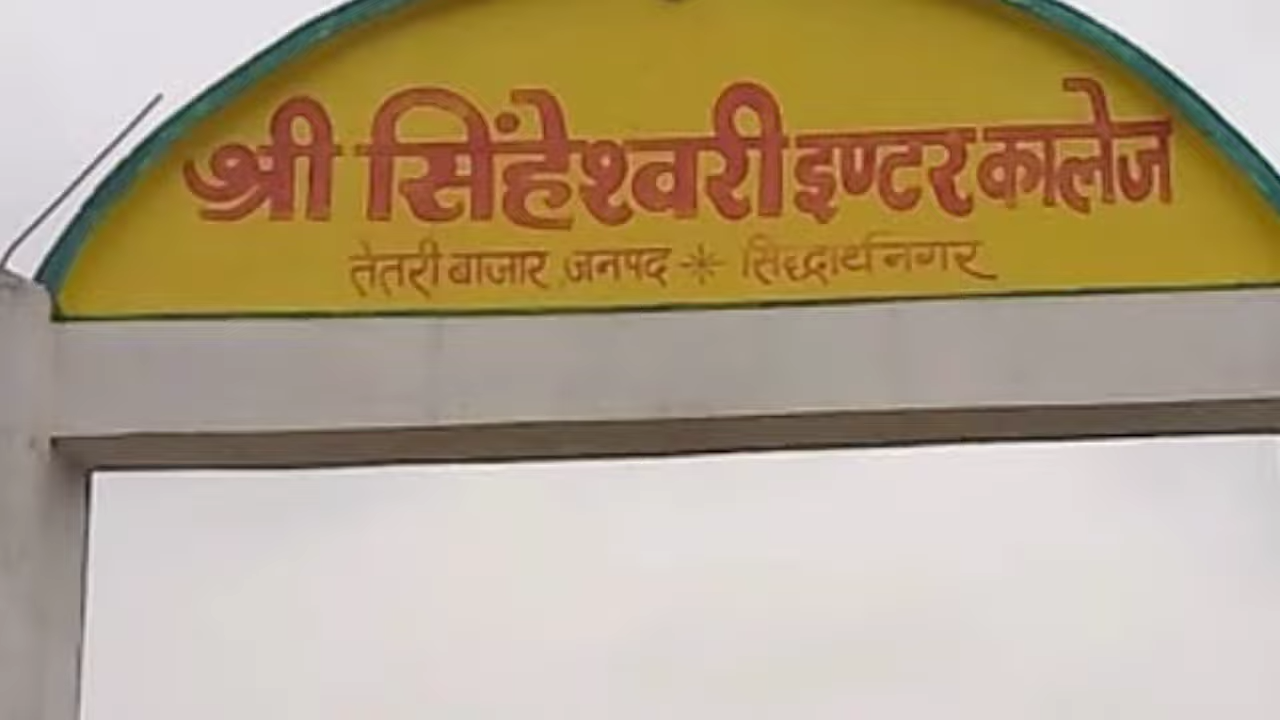 श्री सिंहेश्वरी इण्टर कालेज
तेतरी बाजार जनपद * सिद्धार्थनगर